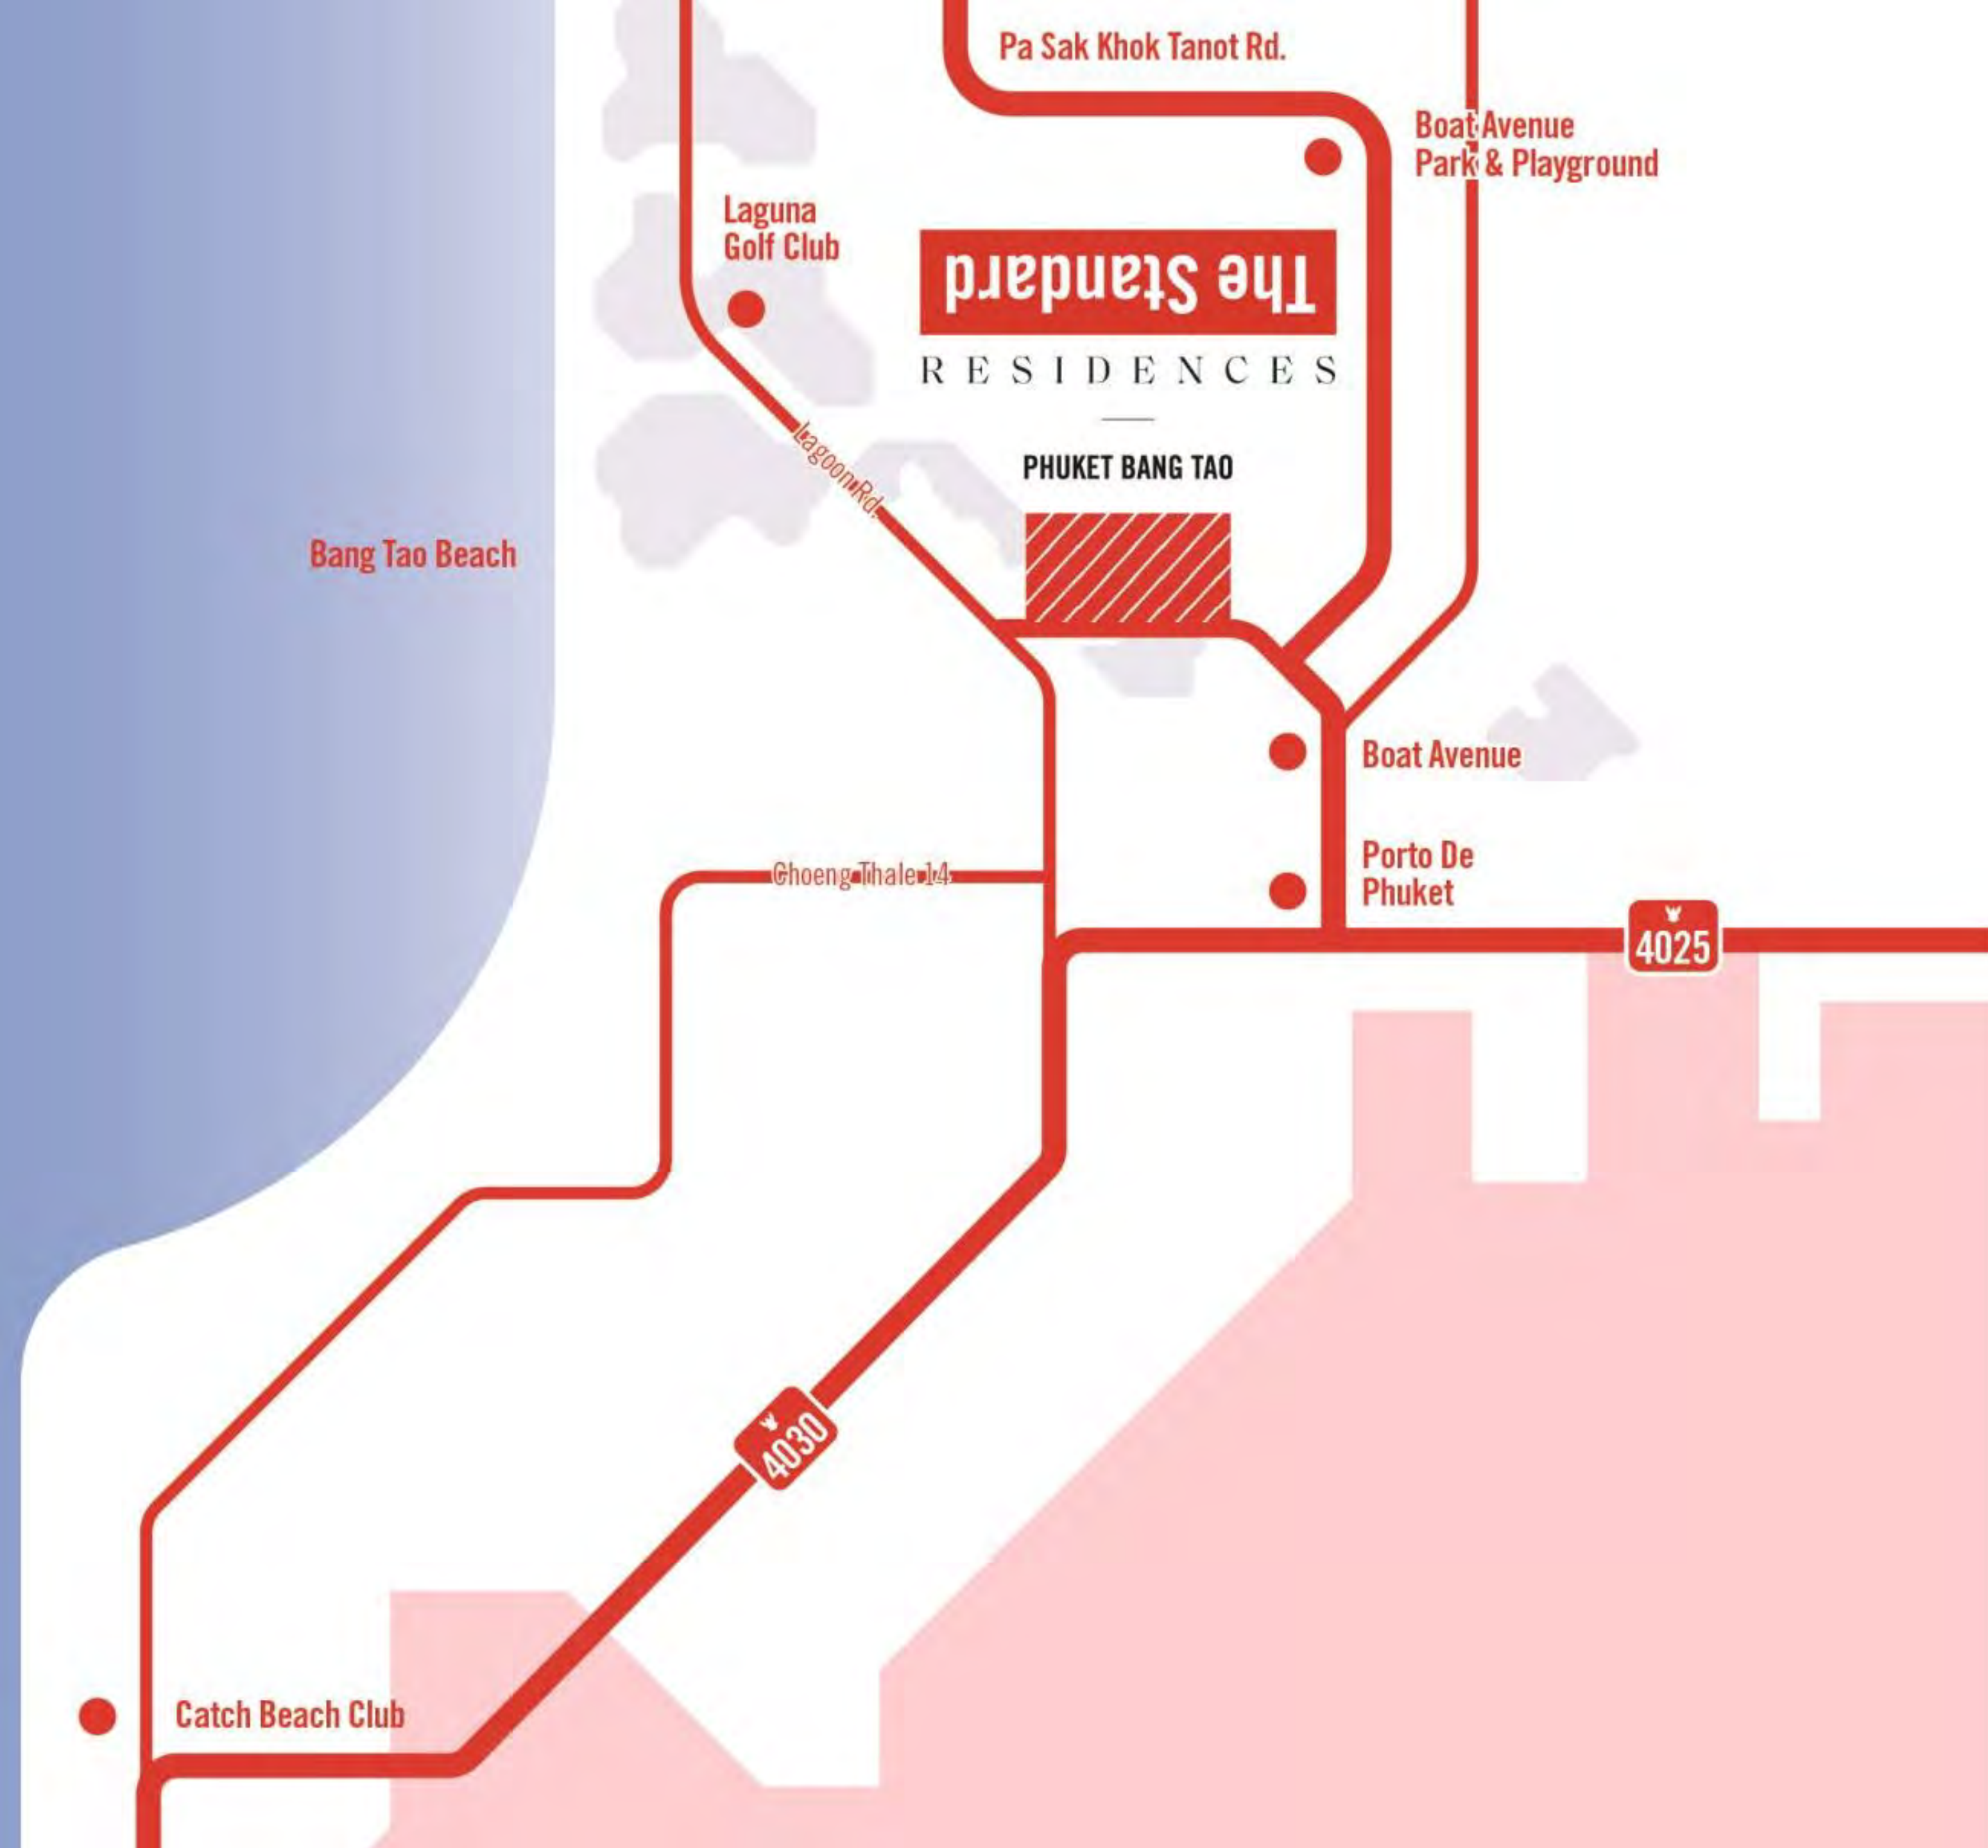 Pa Sak Khok Tanot Rd.
Boat Avenue
Park & Playground
Laguna
Golf Club
The Standard
RESIDENCES
PHUKET BANG TAO
Lagoon Rd.
Bang Tao Beach
Boat Avenue
Choeng Thale 14
Porto De
Phuket
4025
4030
Catch Beach Club